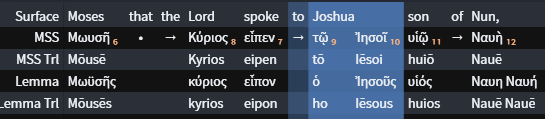 Surface Moses that the Lord spoke to Joshua son of Nun,
MSS Μωυσῆ 6 • → Κύριος 8 εἶπεν 7 → τῷ 9 Ἰησοῖ 10 υἱῷ 11 → Ναυὴ 12
MSS Trl Mōusē Kyrios eipen tō Iēsoi huiō Nauē
Lemma Μωϋσῆς κύριος εἶπον ὁ Ἰησοῦς υἱός Ναυη Ναυή
Lemma Trl Mōusēs kyrios eipon ho Iēsous huios Nauē Nauē